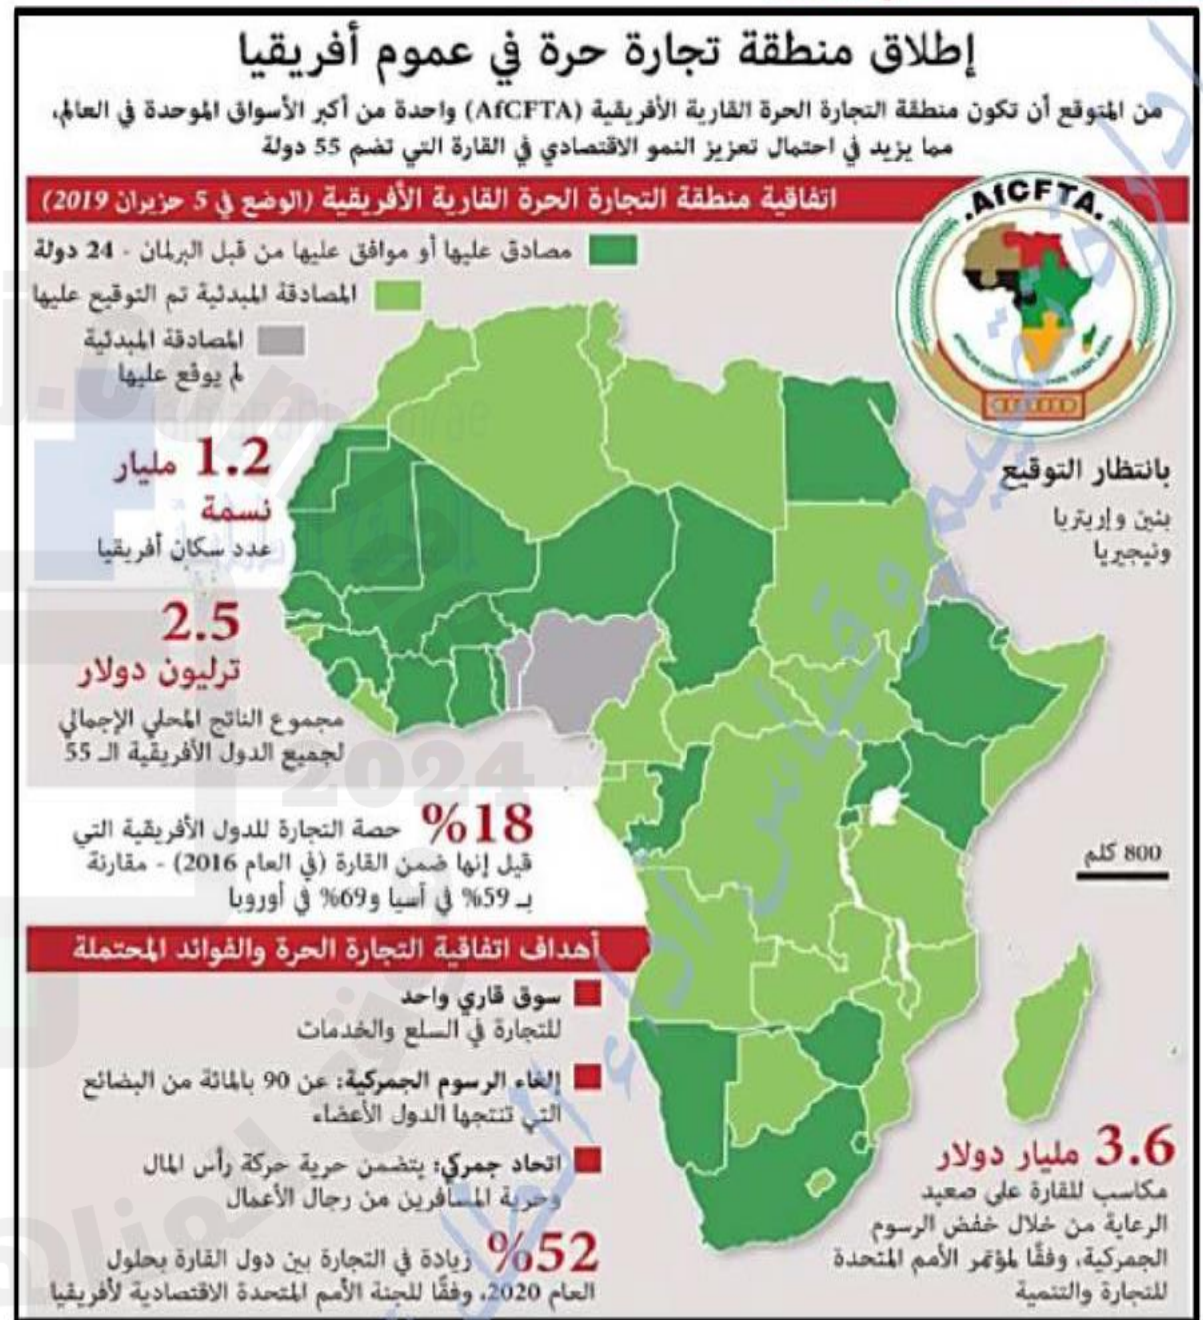 إطلاق منطقة تجارة حرة في عموم أفريقيا
من المتوقع أن تكون منطقة التجارة الحرة القارية الأفريقية (AfCFTA) واحدة من أكبر الأسواق الموحدة في العالم،
مما يزيد في احتمال تعزيز النمو الاقتصادي في القارة التي تضم 55 دولة
اتفاقية منطقة التجارة الحرة القارية الأفريقية (الوضع في 5 حزيران 2019)
AfCFTA
مصادق عليها أو موافق عليها من قبل البرلمان - 24 دولة
المصادقة المبدئية تم التوقيع عليها
المصادقة المبدئية
لم يوقع عليها
بانتظار التوقيع
بنين وإريتريا
ونيجيريا
1.2 مليار
نسمة
عدد سكان أفريقيا
2.5
ترليون دولار
مجموع الناتج المحلي الإجمالي
لجميع الدول الأفريقية الـ 55
2024
%18 حصة التجارة للدول الأفريقية التي
قيل إنها ضمن القارة (في العام 2016) - مقارنة
بـ 59% في آسيا و69% في أوروبا
800 كلم
أهداف اتفاقية التجارة الحرة والفوائد المحتملة
سوق قاري واحد
للتجارة في السلع والخدمات
إلغاء الرسوم الجمركية: عن 90 بالمائة من البضائع
التي تنتجها الدول الأعضاء
اتحاد جمركي: يتضمن حرية حركة رأس المال
وحرية المسافرين من رجال الأعمال
%52 زيادة في التجارة بين دول القارة بحلول
العام 2020، وفقًا للجنة الأمم المتحدة الاقتصادية لأفريقيا
3.6 مليار دولار
مكاسب للقارة على صعيد
الرعاية من خلال خفض الرسوم
الجمركية، وفقًا لمؤتمر الأمم المتحدة
للتجارة والتنمية